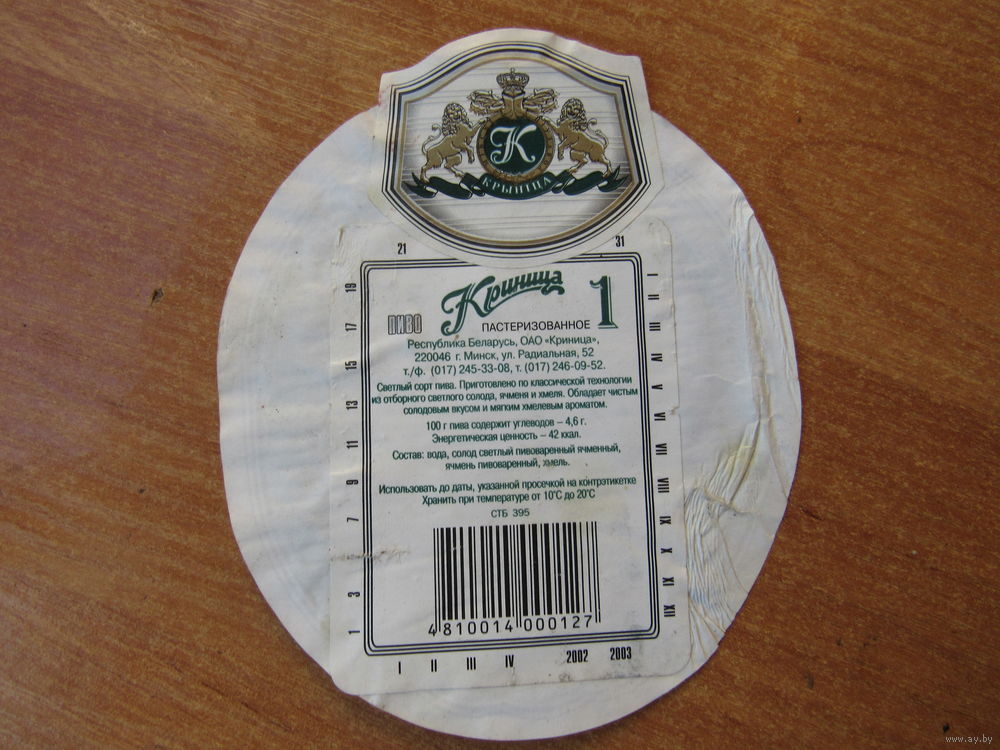 К
КРЫНІЦА
21 31
Криница
ПИВО
ПАСТЕРИЗОВАННОЕ 1
Республика Беларусь, ОАО «Криница»,
220046 г. Минск, ул. Радиальная, 52
т./ф. (017) 245-33-08, т. (017) 246-09-52.
Светлый сорт пива. Приготовлено по классической технологии
из отборного светлого солода, ячменя и хмеля. Обладает чистым
солодовым вкусом и мягким хмелевым ароматом.
100 г пива содержит углеводов – 4,6 г.
Энергетическая ценность – 42 ккал.
Состав: вода, солод светлый пивоваренный ячменный,
ячмень пивоваренный, хмель.
Использовать до даты, указанной просечкой на контрэтикетке
Хранить при температуре от 10°С до 20°С
СТБ 395
4 810014 000127
19
17
15
13
11
9
7
3
1
I
II
III
IV
V
VI
VII
VIII
IX
X
XI
XII
I II III IV 2002 2003
www.ay.by